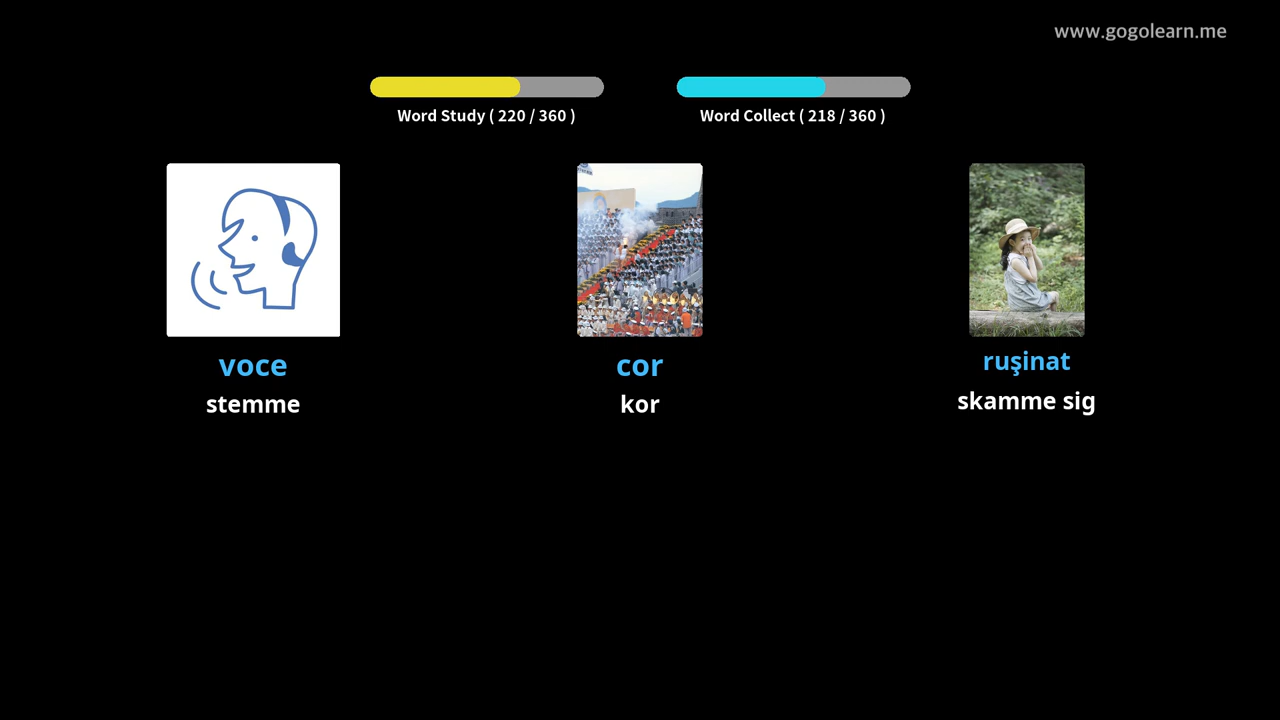 www.gogolearn.me
Word Study ( 220 / 360 )
Word Collect ( 218 / 360 )
voce
stemme
cor
kor
ruşinat
skamme sig